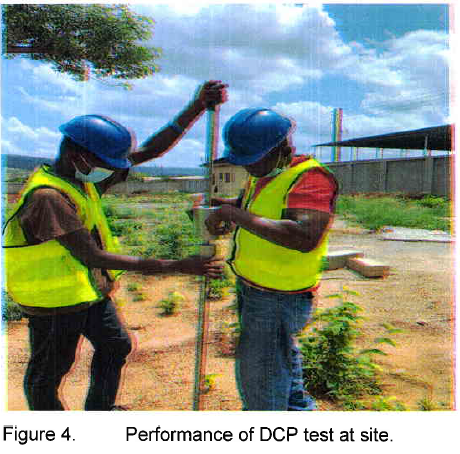 Figure 4. Performance of DCP test at site.